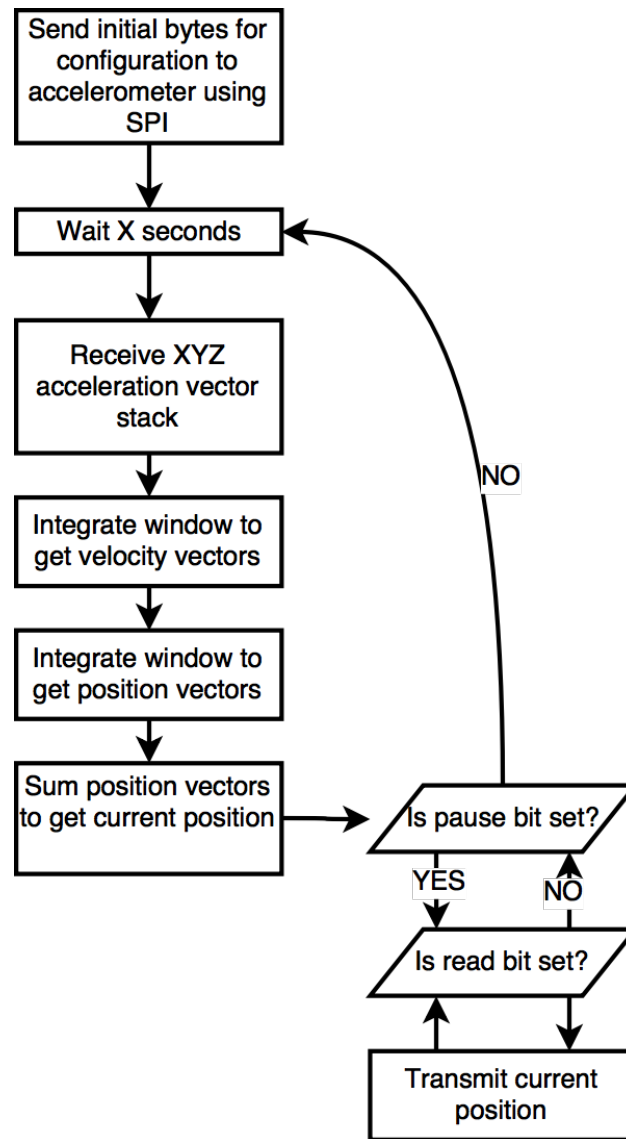 Send initial bytes for
configuration to
accelerometer using
SPI
Wait X seconds
Receive XYZ
acceleration vector
stack
NO
Integrate window to
get velocity vectors
Integrate window to
get position vectors
Sum position vectors
to get current position
Is pause bit set?
YES
NO
Is read bit set?
Transmit current
position